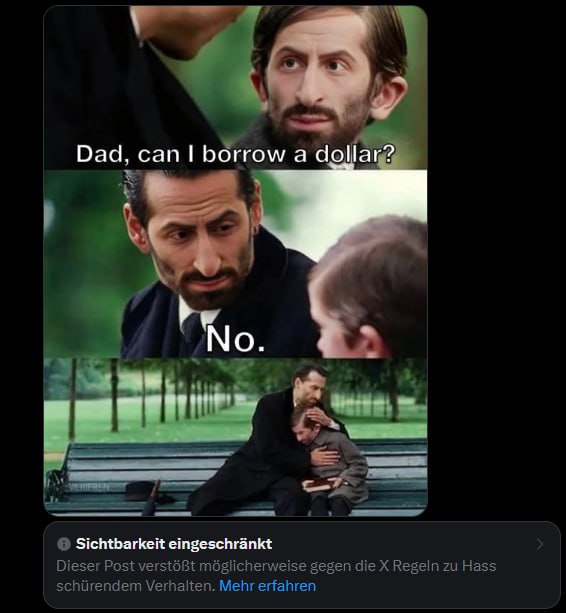 Dad, can I borrow a dollar?
No.
Sichtbarkeit eingeschränkt
Dieser Post verstößt möglicherweise gegen die X Regeln zu Hass
schürendem Verhalten. Mehr erfahren